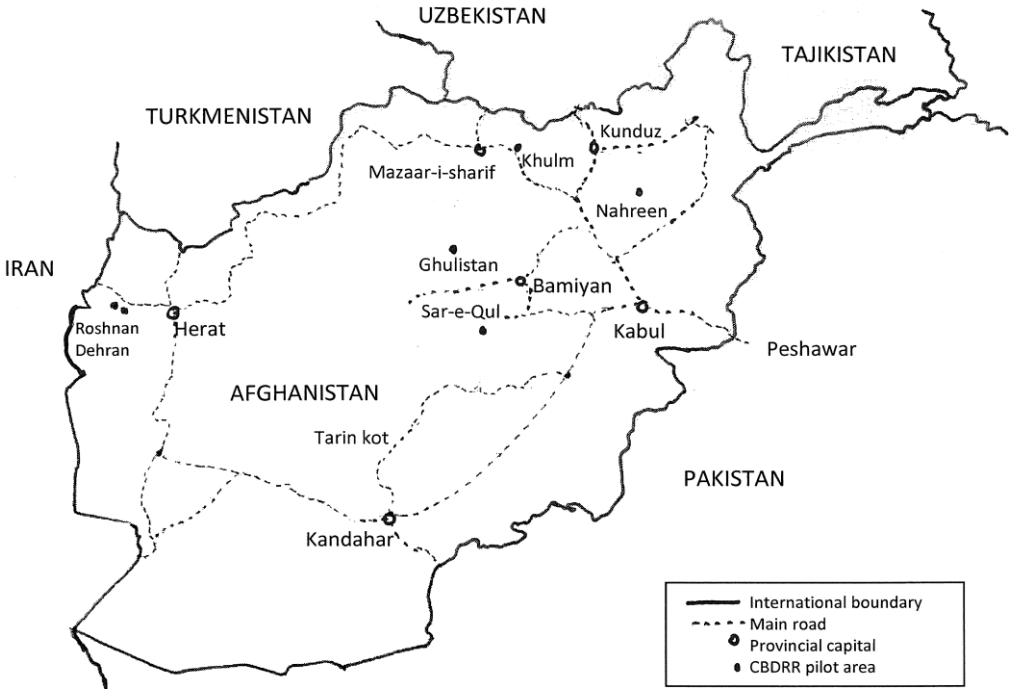 UZBEKISTAN
TAJIKISTAN
TURKMENISTAN
Kunduz
Mazaar-i-sharif
Khulm
Nahreen
IRAN
Ghulistan
Bamiyan
Sar-e-Qul
Roshnan
Dehran
Herat
Kabul
Peshawar
AFGHANISTAN
Tarin kot
PAKISTAN
Kandahar
International boundary
Main road
Provincial capital
CBDRR pilot area